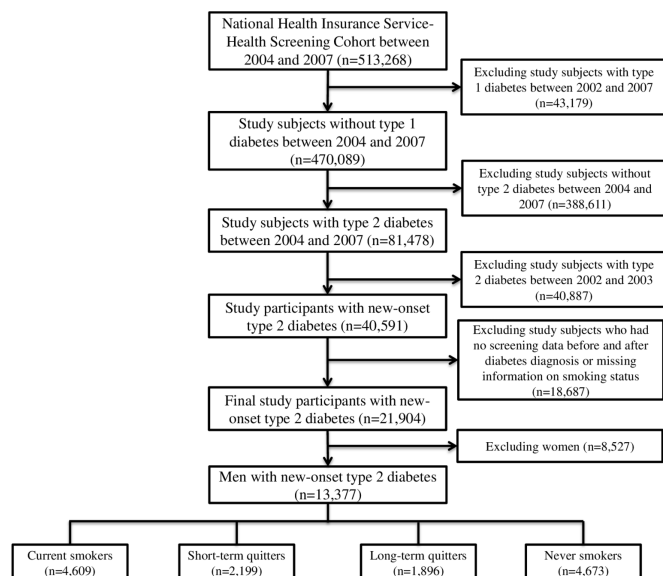 National Health Insurance Service-
Health Screening Cohort between
2004 and 2007 (n=513,268)
Excluding study subjects with type
1 diabetes between 2002 and 2007
(n=43,179)
Study subjects without type 1
diabetes between 2004 and 2007
(n=470,089)
Excluding study subjects without
type 2 diabetes between 2004 and
2007 (n=388,611)
Study subjects with type 2 diabetes
between 2004 and 2007 (n=81,478)
Excluding study subjects with type
2 diabetes between 2002 and 2003
(n=40,887)
Study participants with new-onset
type 2 diabetes (n=40,591)
Excluding study subjects who had
no screening data before and after
diabetes diagnosis or missing
information on smoking status
(n=18,687)
Final study participants with new-
onset type 2 diabetes (n=21,904)
Excluding women (n=8,527)
Men with new-onset type 2 diabetes
(n=13,377)
Current smokers
(n=4,609)
Short-term quitters
(n=2,199)
Long-term quitters
(n=1,896)
Never smokers
(n=4,673)